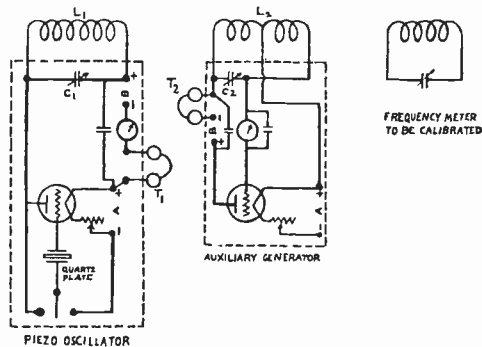 L1
C1
+
B
-
T1
+
A
-
QUARTZ
PLATE
PIEZO OSCILLATOR
L2
T2
C2
-
B
+
+
A
-
AUXILIARY GENERATOR
FREQUENCY METER
TO BE CALIBRATED